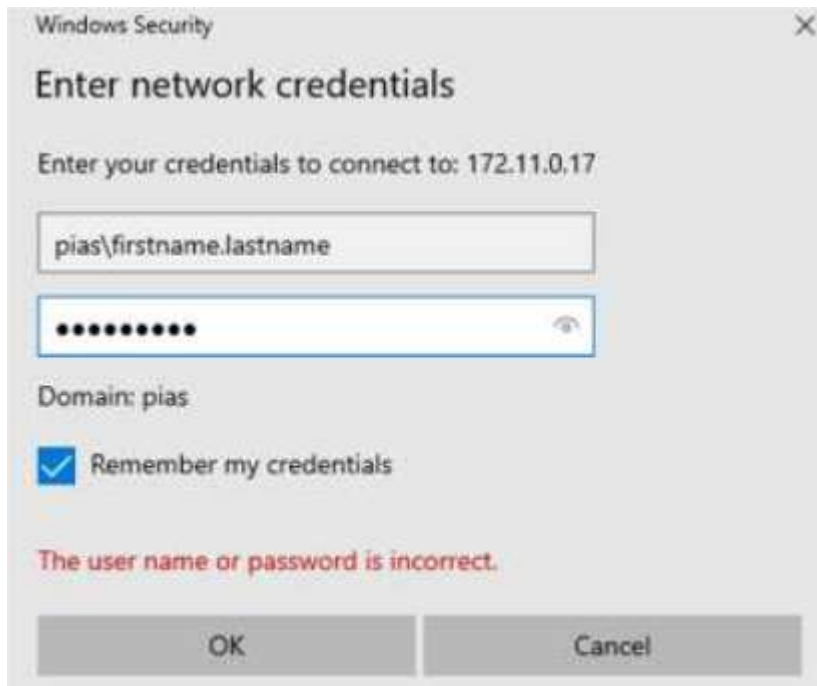 Windows Security
Enter network credentials
Enter your credentials to connect to: 172.11.0.17
pias\firstname.lastname
•••••••••
Domain: pias
Remember my credentials
The user name or password is incorrect.
OK
Cancel